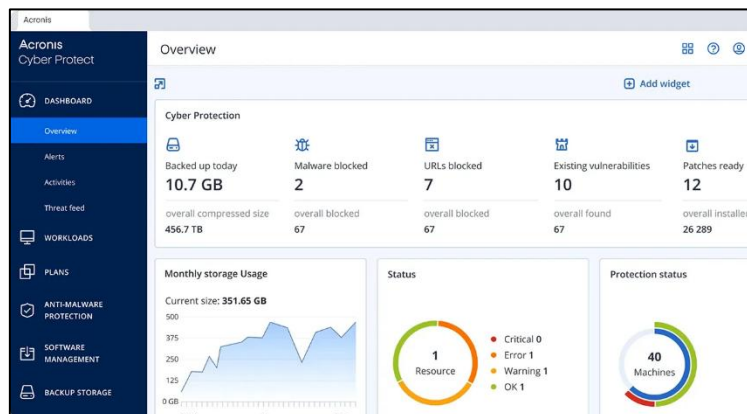 Acronis
Acronis
Cyber Protect
DASHBOARD
Overview
Alerts
Activities
Threat feed
WORKLOADS
PLANS
ANTI-MALWARE
PROTECTION
SOFTWARE
MANAGEMENT
BACKUP STORAGE
Overview
Add widget
Cyber Protection
Backed up today
10.7 GB
overall compressed size
456.7 TB
Malware blocked
2
overall blocked
67
URLs blocked
7
overall blocked
67
Existing vulnerabilities
10
overall found
67
Patches ready
12
overall installe
26 289
Monthly storage Usage
Current size: 351.65 GB
500
375
250
125
0 GB
Status
1
Resource
Critical 0
Error 1
Warning 1
OK 1
Protection status
40
Machines